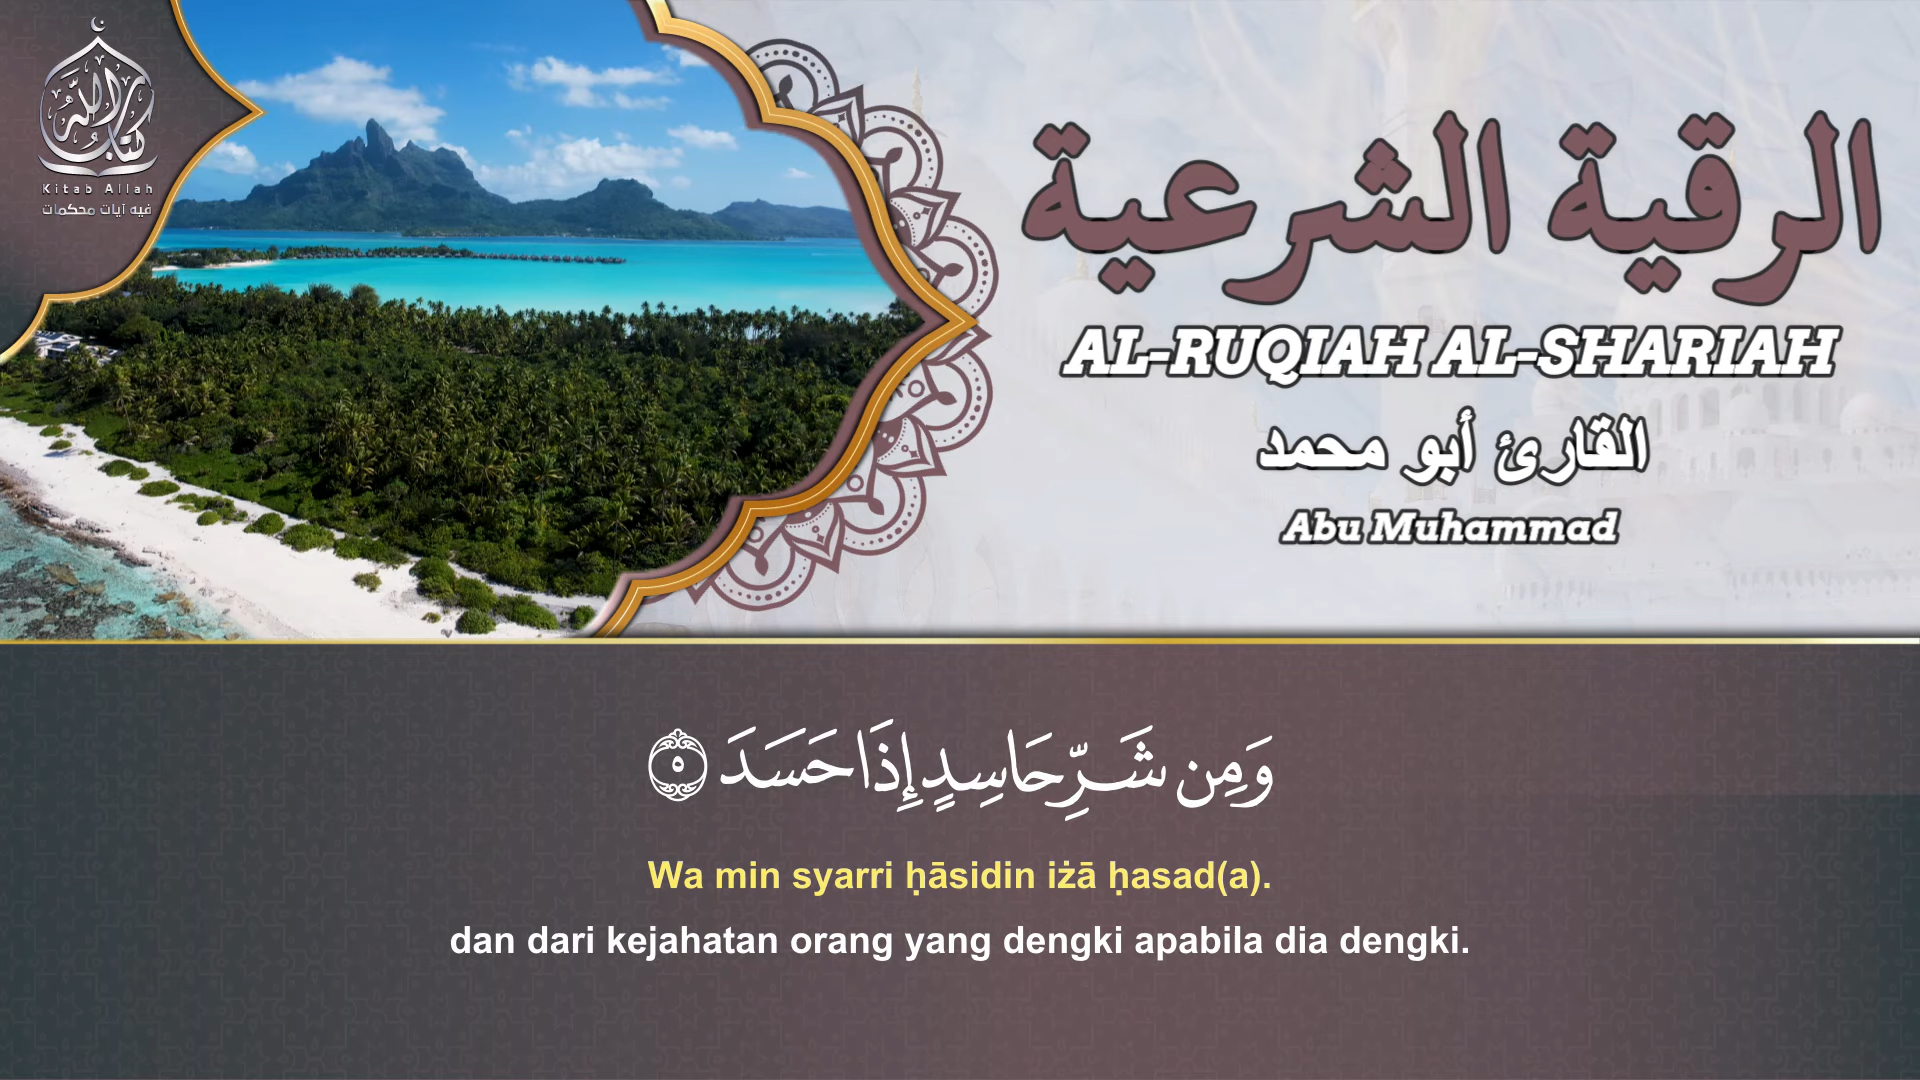 كتاب الله
Kitab Allah
فيه آيات محكمات
الرقية الشرعية
AL-RUQIAH AL-SHARIAH
القارئ أبو محمد
Abu Muhammad
وَمِن شَرِّ حَاسِدٍ إِذَا حَسَدَ ٥
Wa min syarri ḥāsidin iżā ḥasad(a).
dan dari kejahatan orang yang dengki apabila dia dengki.